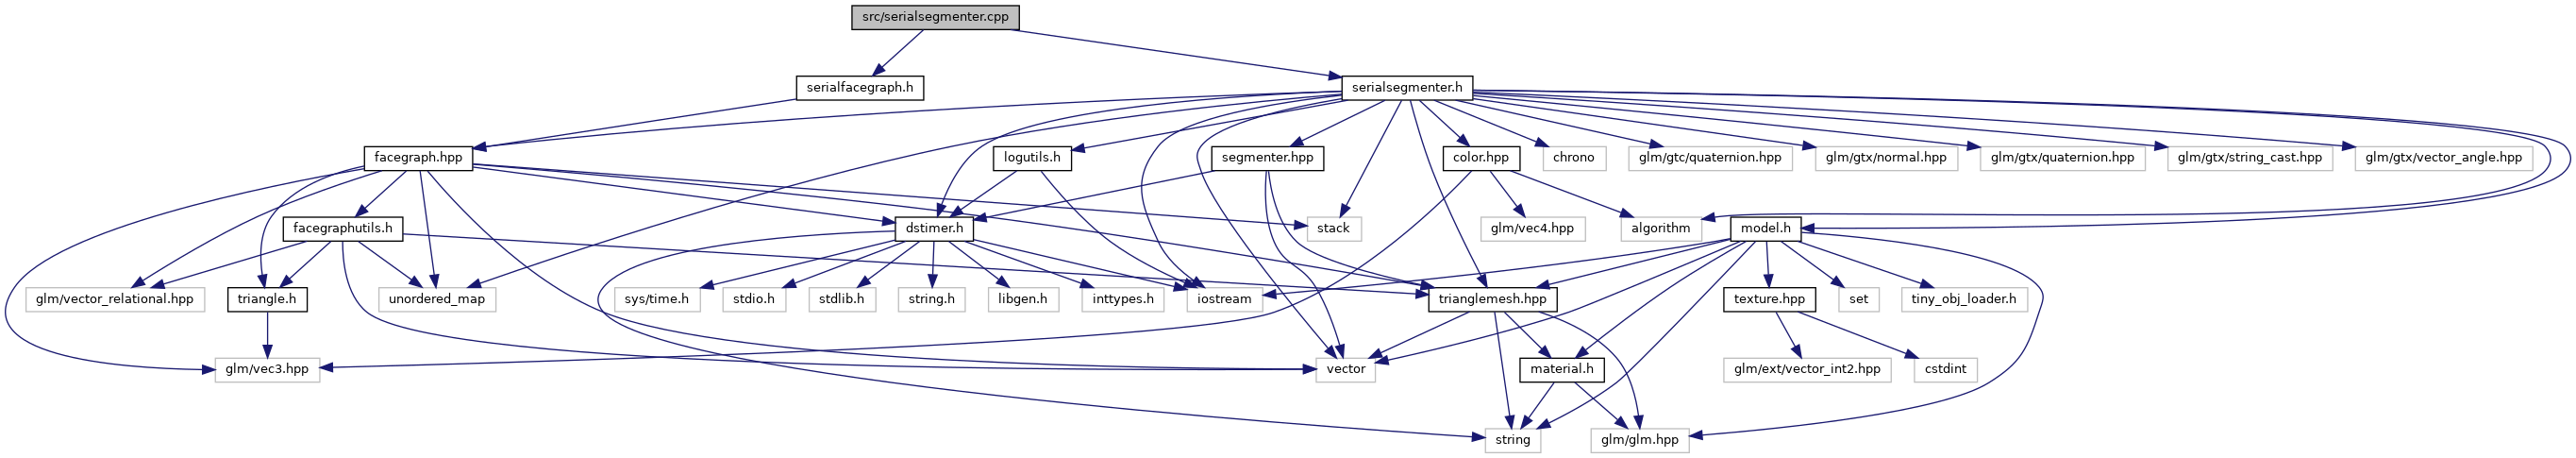 src/serialsegmenter.cpp
serialfacegraph.h
serialsegmenter.h
facegraph.hpp
logutils.h
segmenter.hpp
color.hpp
chrono
glm/gtc/quaternion.hpp
glm/gtx/normal.hpp
glm/gtx/quaternion.hpp
glm/gtx/string_cast.hpp
glm/gtx/vector_angle.hpp
facegraphutils.h
dstimer.h
stack
glm/vec4.hpp
algorithm
model.h
glm/vector_relational.hpp
triangle.h
unordered_map
sys/time.h
stdio.h
stdlib.h
string.h
libgen.h
inttypes.h
iostream
trianglemesh.hpp
texture.hpp
set
tiny_obj_loader.h
glm/vec3.hpp
vector
material.h
glm/ext/vector_int2.hpp
cstdint
string
glm/glm.hpp